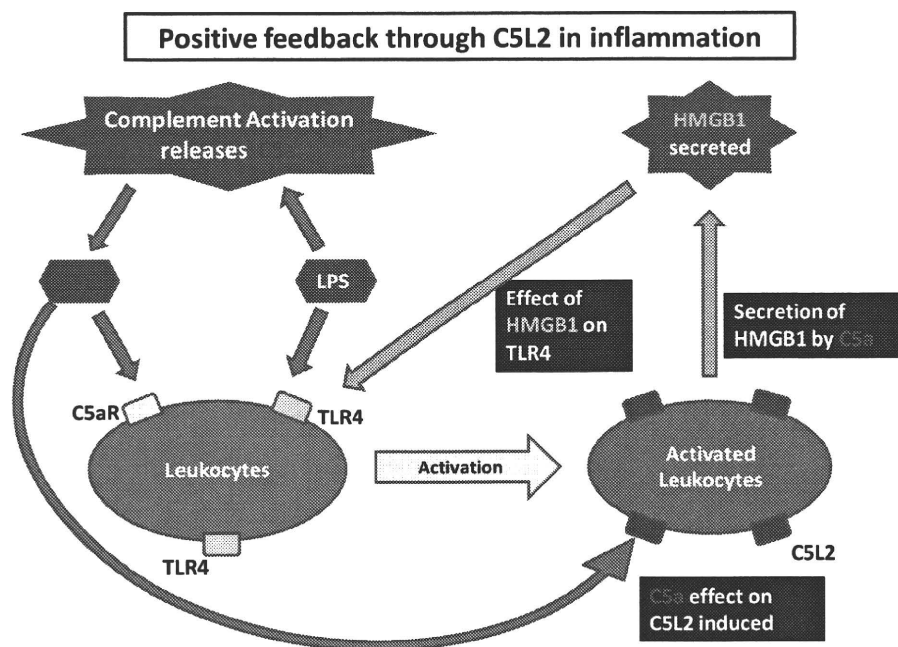 Positive feedback through C5L2 in inflammation
Complement Activation
releases
HMGB1
secreted
LPS
Effect of
HMGB1 on
TLR4
Secretion of
HMGB1 by C5a
C5aR
TLR4
Leukocytes
Activation
Activated
Leukocytes
TLR4
C5L2
C5a effect on
C5L2 induced